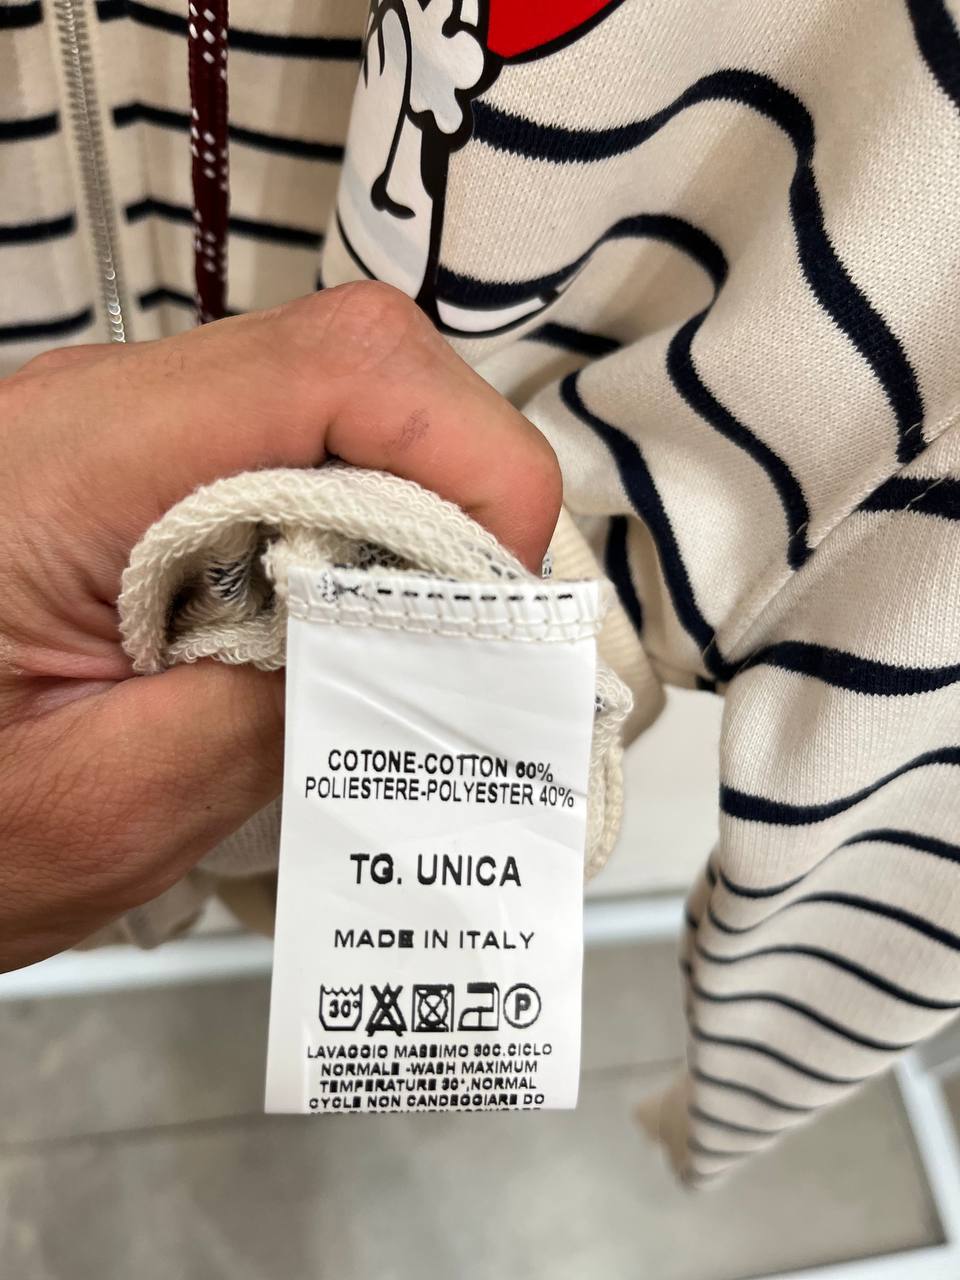 COTONE-COTTON 60%
POLIESTERE-POLYESTER 40%
TG. UNICA
MADE IN ITALY
30°
P
LAVAGGIO MASSIMO 30C.CICLO
NORMALE -WASH MAXIMUM
TEMPERATURE 30°,NORMAL
CYCLE NON CANDEGGIARE DO